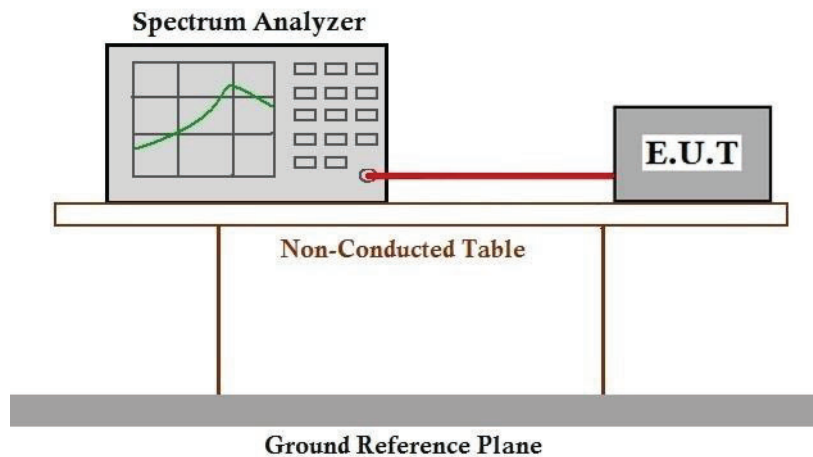 Spectrum Analyzer
E.U.T
Non-Conducted Table
Ground Reference Plane